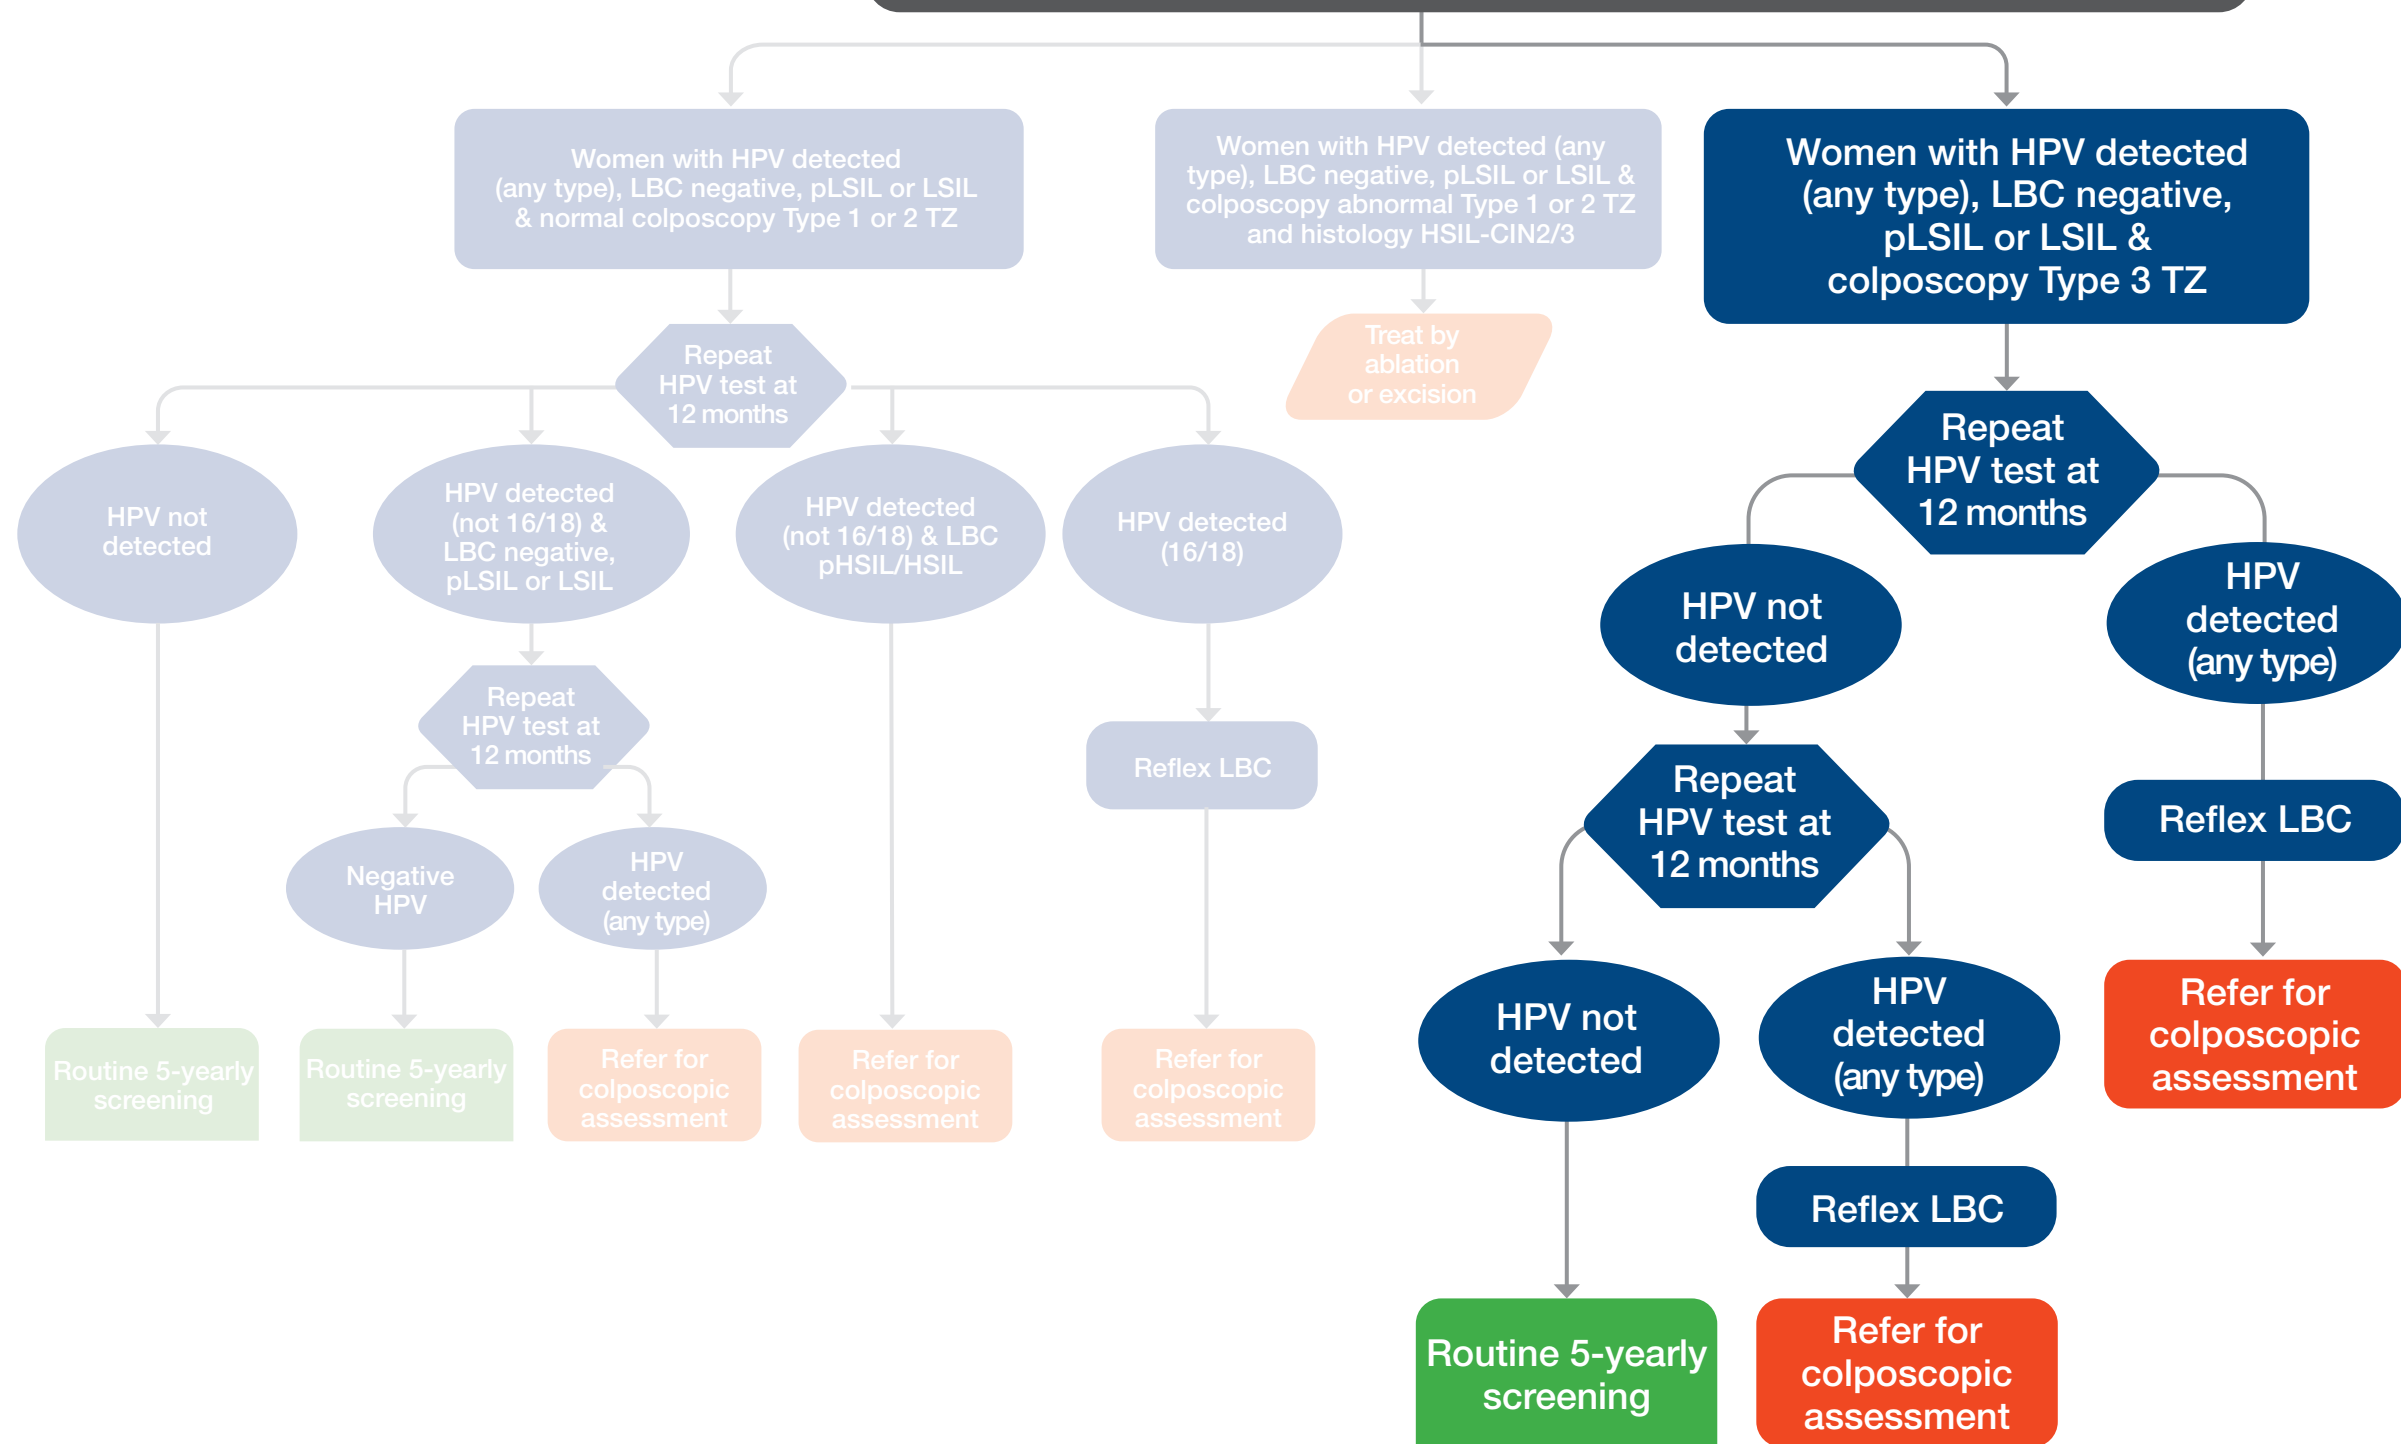 Women with HPV detected
(any type), LBC negative, pLSIL or LSIL
& normal colposcopy Type 1 or 2 TZ
Women with HPV detected (any
type), LBC negative, pLSIL or LSIL &
colposcopy abnormal Type 1 or 2 TZ
and histology HSIL-CIN2/3
Women with HPV detected
(any type), LBC negative,
pLSIL or LSIL &
colposcopy Type 3 TZ
Repeat
HPV test at
12 months
Treat by
ablation
or excision
Repeat
HPV test at
12 months
HPV not
detected
HPV detected
(not 16/18) &
LBC negative,
pLSIL or LSIL
HPV detected
(not 16/18) & LBC
pHSIL/HSIL
HPV detected
(16/18)
HPV not
detected
HPV
detected
(any type)
Repeat
HPV test at
12 months
Reflex LBC
Repeat
HPV test at
12 months
Reflex LBC
Negative
HPV
HPV
detected
(any type)
HPV not
detected
HPV
detected
(any type)
Refer for
colposcopic
assessment
Routine 5-yearly
screening
Routine 5-yearly
screening
Refer for
colposcopic
assessment
Refer for
colposcopic
assessment
Refer for
colposcopic
assessment
Reflex LBC
Routine 5-yearly
screening
Refer for
colposcopic
assessment